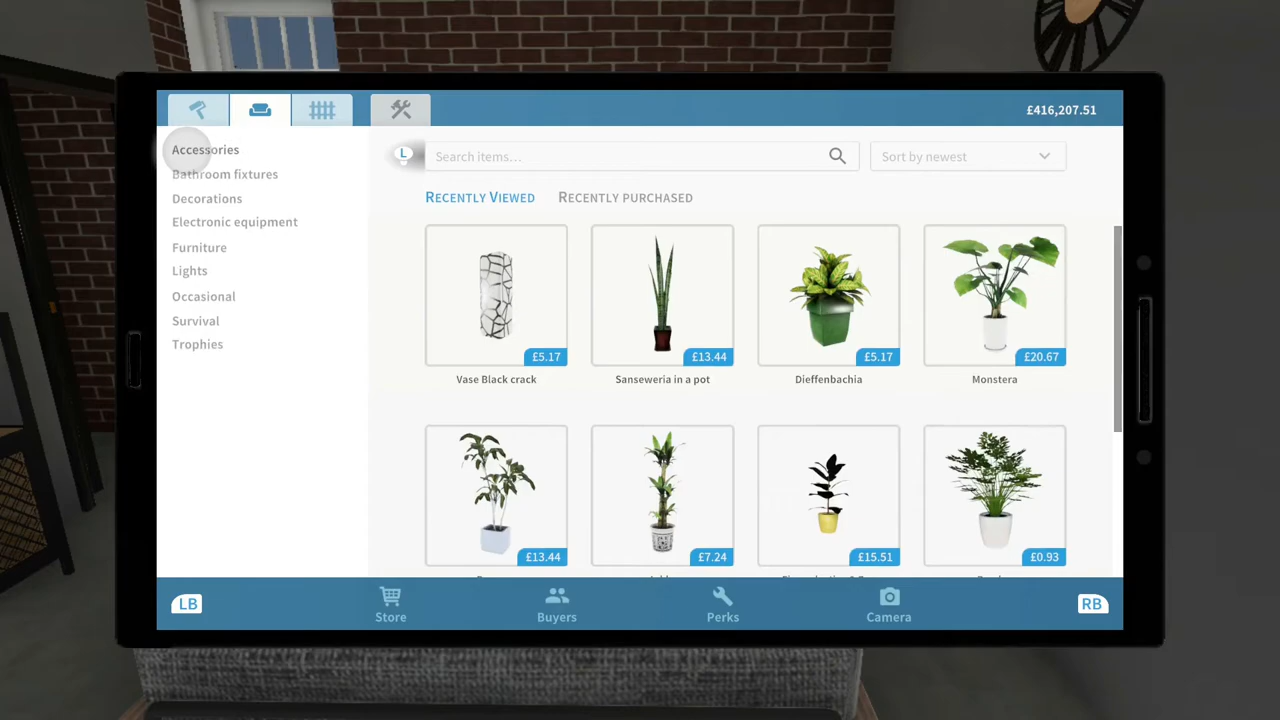 £416,207.51
Accessories
Bathroom fixtures
Decorations
Electronic equipment
Furniture
Lights
Occasional
Survival
Trophies
L
Search items...
Sort by newest
RECENTLY VIEWED
RECENTLY PURCHASED
£5.17
£13.44
£5.17
£20.67
Vase Black crack
Sanseweria in a pot
Dieffenbachia
Monstera
£13.44
£7.24
£15.51
£0.93
LB
Store
Buyers
Perks
Camera
RB